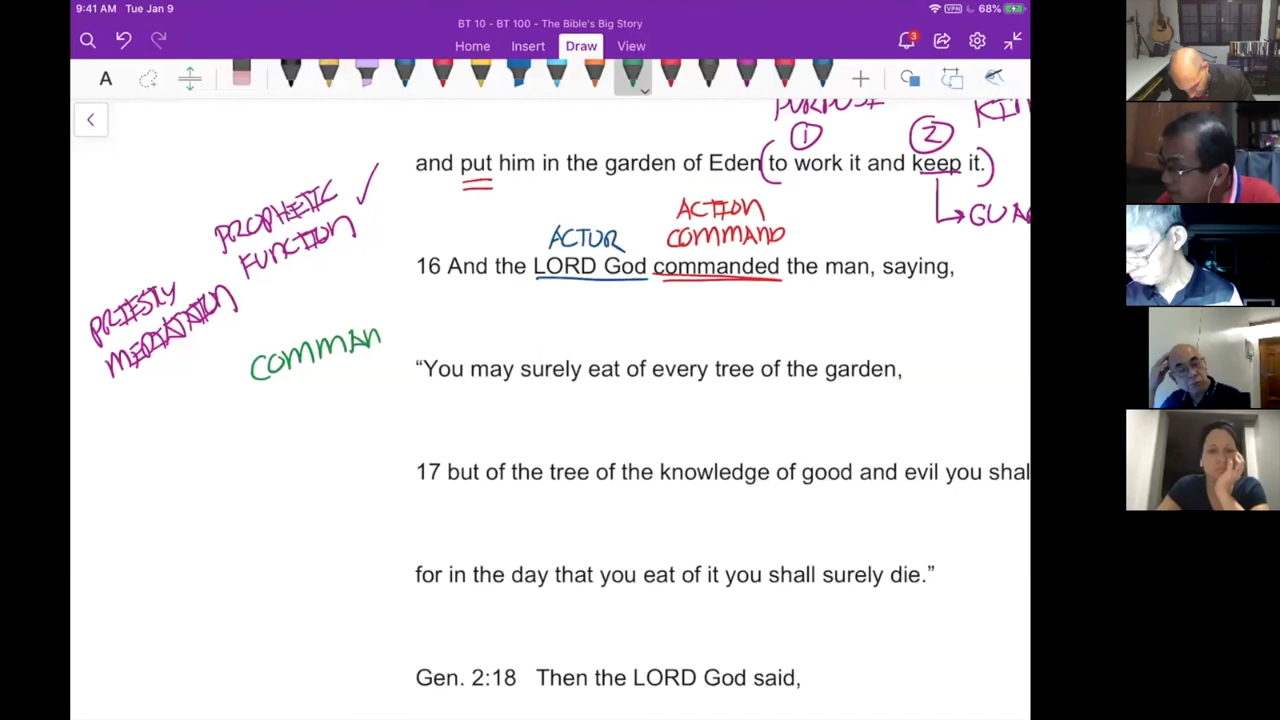 9:41 AM Tue Jan 9
VPN 68%
BT 10 - BT 100 - The Bible's Big Story
Home Insert Draw View
3
A
①
②
and put him in the garden of Eden (to work it and keep it.)
PROPHETIC
FUNCTION
ACTION
ACTOR COMMAND
16 And the LORD God commanded the man, saying,
PRIESTLY
MEDIATION
COMMAN
“You may surely eat of every tree of the garden,
17 but of the tree of the knowledge of good and evil you shal
for in the day that you eat of it you shall surely die.”
Gen. 2:18 Then the LORD God said,